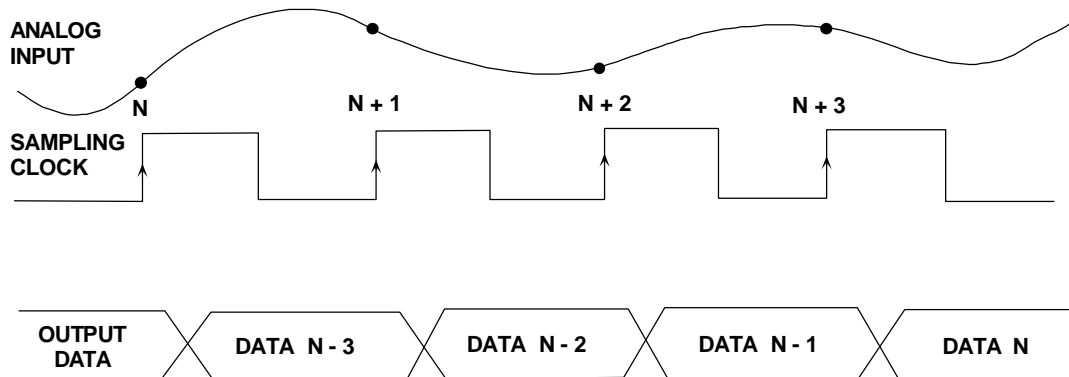 ANALOG
INPUT
N
N + 1
N + 2
N + 3
SAMPLING
CLOCK
OUTPUT
DATA
DATA N - 3
DATA N - 2
DATA N - 1
DATA N